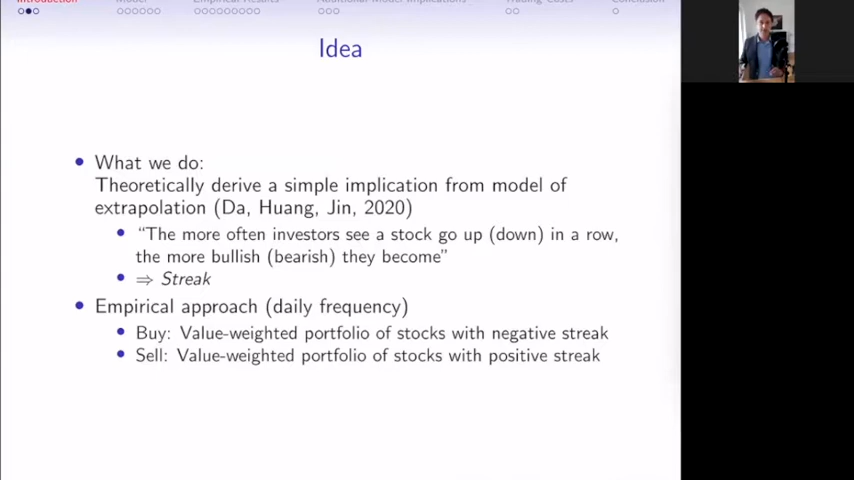 Introduction Model Empirical Results Additional Model Implications Trading Costs Conclusion
Idea
• What we do:
Theoretically derive a simple implication from model of
extrapolation (Da, Huang, Jin, 2020)
• “The more often investors see a stock go up (down) in a row,
the more bullish (bearish) they become”
• ⇒ Streak
• Empirical approach (daily frequency)
• Buy: Value-weighted portfolio of stocks with negative streak
• Sell: Value-weighted portfolio of stocks with positive streak